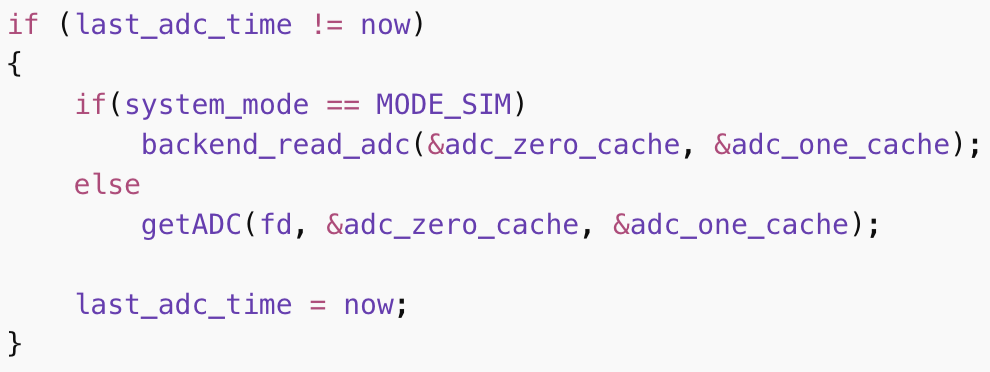 if (last_adc_time != now)
{
    if(system_mode == MODE_SIM)
        backend_read_adc(&adc_zero_cache, &adc_one_cache);
    else
        getADC(fd, &adc_zero_cache, &adc_one_cache);

    last_adc_time = now;
}